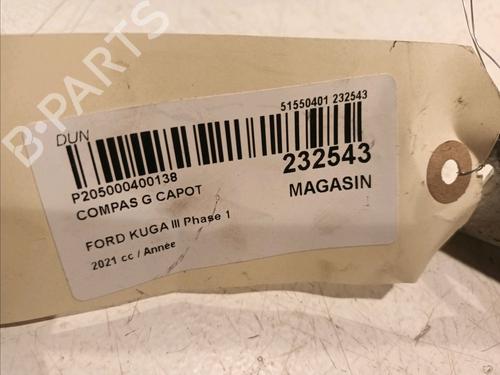 B-PARTS
DUN
51550401 232543
P205000400138
232543
COMPAS G CAPOT
MAGASIN
FORD KUGA III Phase 1
2021 cc / Année